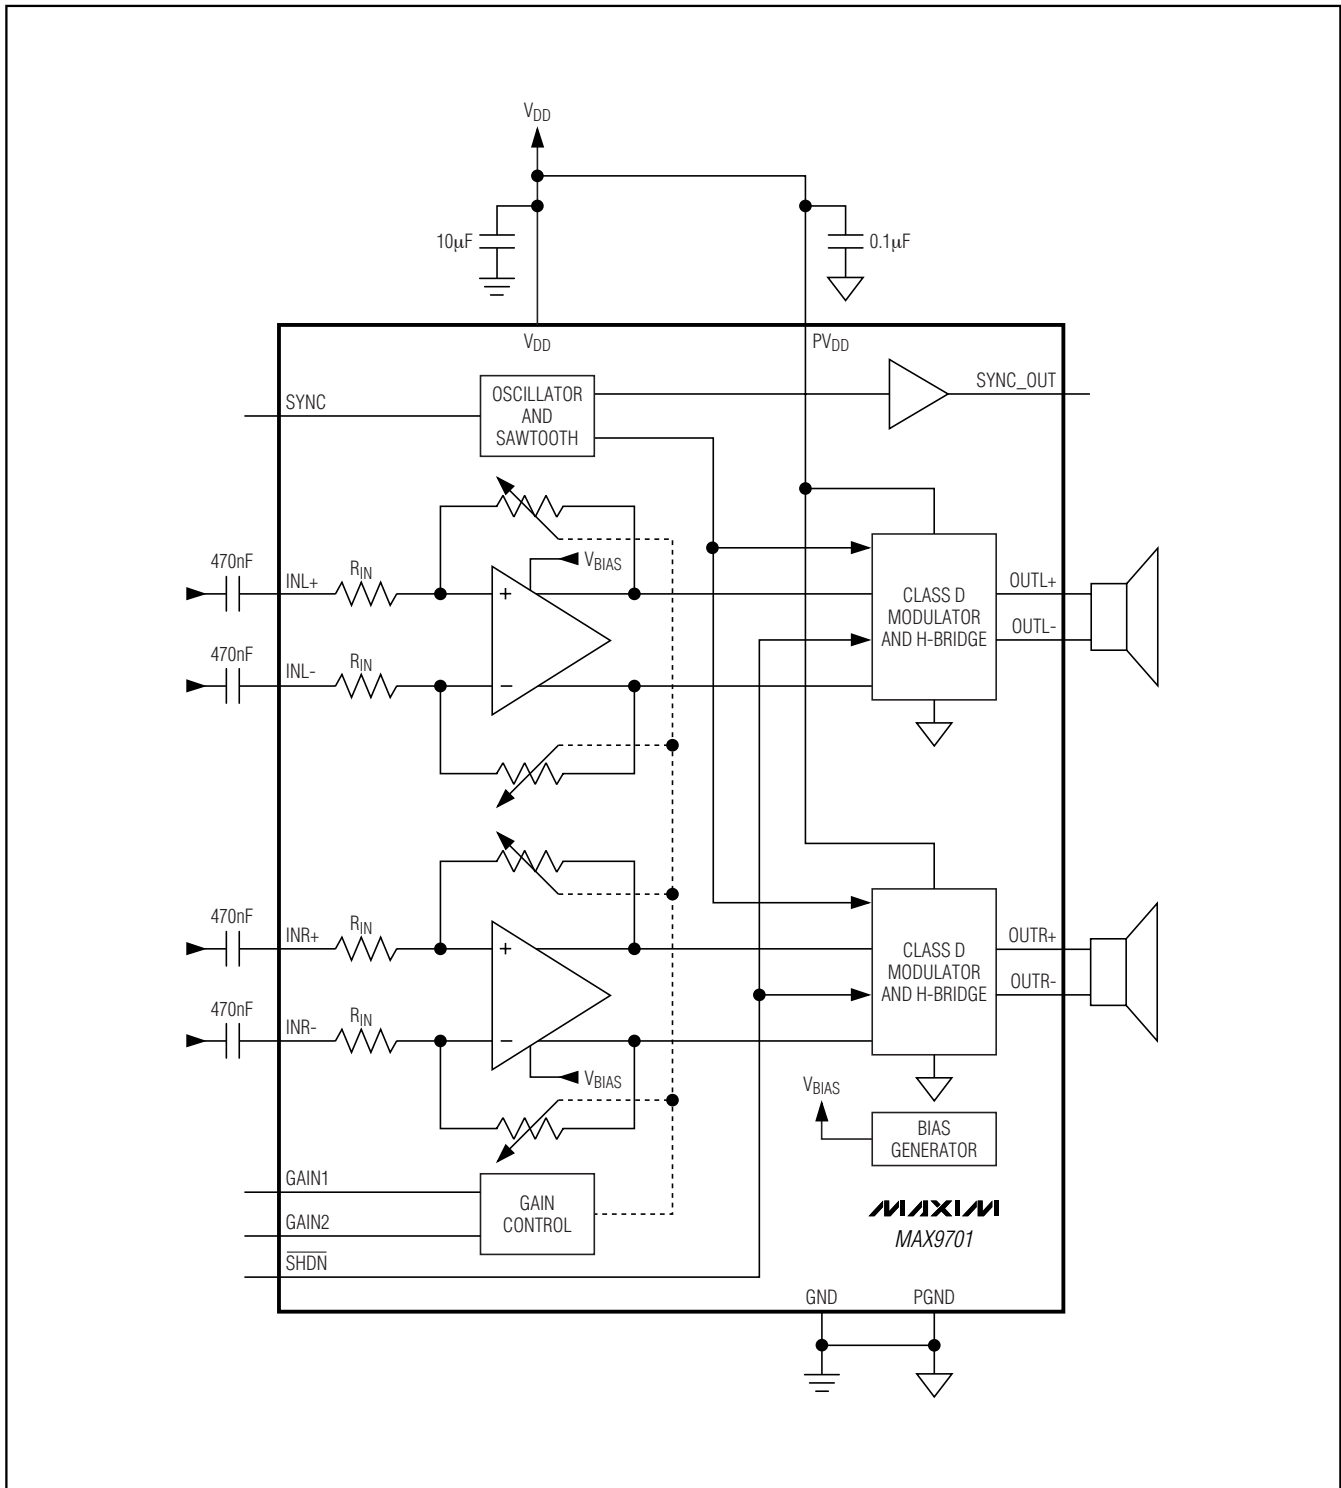 VDD
10μF
0.1μF
VDD
PVDD
SYNC
OSCILLATOR
AND
SAWTOOTH
SYNC_OUT
470nF
INL+
RIN
VBIAS
+
CLASS D
MODULATOR
AND H-BRIDGE
OUTL+
OUTL-
470nF
INL-
RIN
−
470nF
INR+
RIN
+
CLASS D
MODULATOR
AND H-BRIDGE
OUTR+
OUTR-
470nF
INR-
RIN
−
VBIAS
VBIAS
BIAS
GENERATOR
GAIN1
GAIN2
GAIN
CONTROL
SHDN
MAXIM
MAX9701
GND
PGND